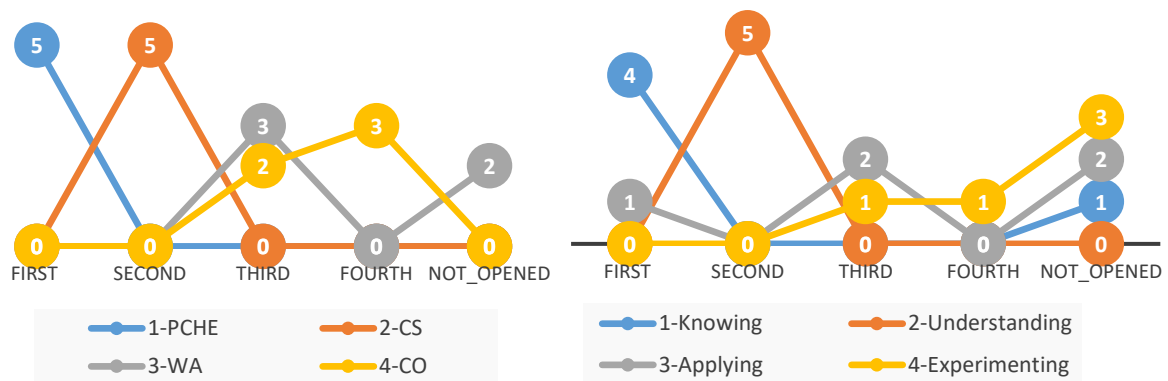 5 5 3 3 2 2
0 0 0 0 0
FIRST SECOND THIRD FOURTH NOT_OPENED
1-PCHE 2-CS
3-WA 4-CO
5
4
3
2 2
1 1 1 1
0 0 0 0 0
FIRST SECOND THIRD FOURTH NOT_OPENED
1-Knowing 2-Understanding
3-Applying 4-Experimenting